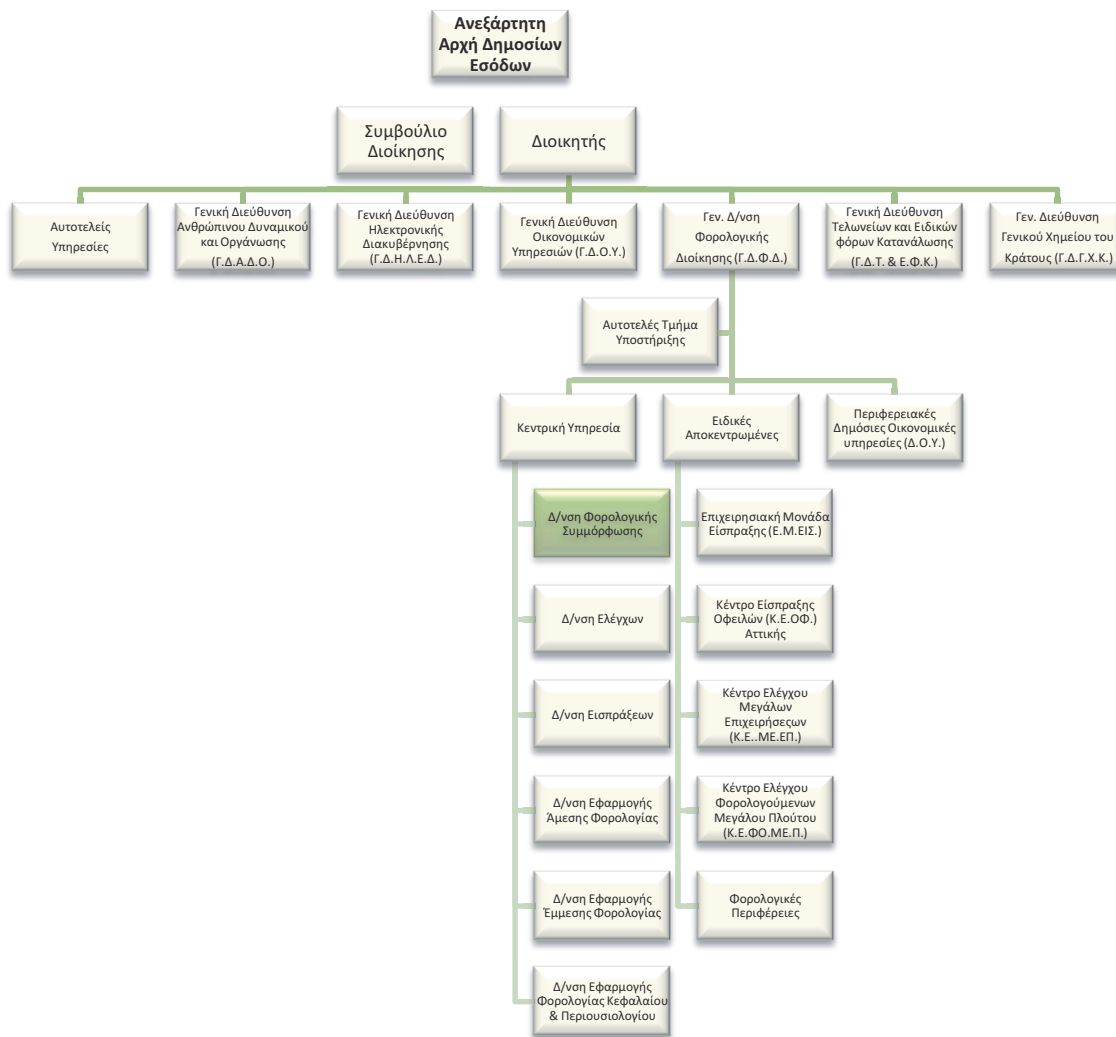 Ανεξάρτητη
Αρχή Δημοσίων
Εσόδων
Συμβούλιο
Διοίκησης
Διοικητής
Αυτοτελείς
Υπηρεσίες
Γενική Διεύθυνση
Ανθρώπινου Δυναμικού
και Οργάνωσης
(Γ.Δ.Α.Δ.Ο.)
Γενική Διεύθυνση
Ηλεκτρονικής
Διακυβέρνησης
(Γ.Δ.Η.Λ.Ε.Δ.)
Γενική Διεύθυνση
Οικονομικών
Υπηρεσιών (Γ.Δ.Ο.Υ.)
Γεν. Δ/νση
Φορολογικής
Διοίκησης (Γ.Δ.Φ.Δ.)
Γενική Διεύθυνση
Τελωνείων και Ειδικών
φόρων Κατανάλωσης
(Γ.Δ.Τ. & Ε.Φ.Κ.)
Γεν. Διεύθυνση
Γενικού Χημείου του
Κράτους (Γ.Δ.Γ.Χ.Κ.)
Αυτοτελές Τμήμα
Υποστήριξης
Κεντρική Υπηρεσία
Ειδικές
Αποκεντρωμένες
Περιφερειακές
Δημόσιες Οικονομικές
υπηρεσίες (Δ.Ο.Υ.)
Δ/νση Φορολογικής
Συμμόρφωσης
Δ/νση Ελέγχων
Δ/νση Εισπράξεων
Δ/νση Εφαρμογής
Άμεσης Φορολογίας
Δ/νση Εφαρμογής
Έμμεσης Φορολογίας
Δ/νση Εφαρμογής
Φορολογίας Κεφαλαίου
& Περιουσιολογίου
Επιχειρησιακή Μονάδα
Είσπραξης (Ε.Μ.ΕΙΣ.)
Κέντρο Είσπραξης
Οφειλών (Κ.Ε.ΟΦ.)
Αττικής
Κέντρο Ελέγχου
Μεγάλων
Επιχειρήσεςων
(Κ.Ε..ΜΕ.ΕΠ.)
Κέντρο Ελέγχου
Φορολογούμενων
Μεγάλου Πλούτου
(Κ.Ε.ΦΟ.ΜΕ.Π.)
Φορολογικές
Περιφέρειες